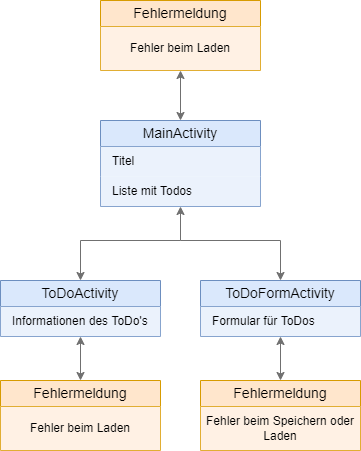 Fehlermeldung
Fehler beim Laden
MainActivity
Titel
Liste mit Todos
ToDoActivity
Informationen des ToDo's
ToDoFormActivity
Formular für ToDos
Fehlermeldung
Fehler beim Laden
Fehlermeldung
Fehler beim Speichern oder
Laden